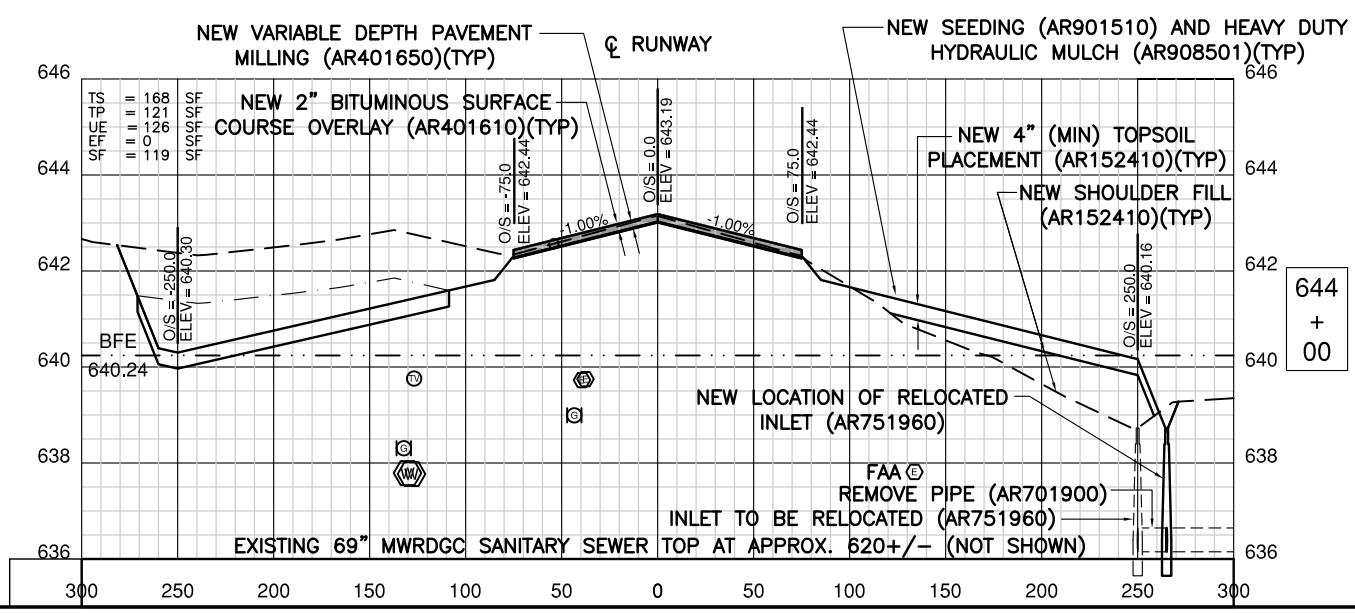 NEW VARIABLE DEPTH PAVEMENT
MILLING (AR401650)(TYP)
℄ RUNWAY
NEW SEEDING (AR901510) AND HEAVY DUTY
HYDRAULIC MULCH (AR908501)(TYP)
646
646
TS = 168 SF
TP = 121 SF
UE = 126 SF
EF = 0 SF
SF = 119 SF
NEW 2" BITUMINOUS SURFACE
COURSE OVERLAY (AR401610)(TYP)
O/S = -75.0
ELEV = 642.44
O/S = 0.0
ELEV = 643.19
O/S = 75.0
ELEV = 642.44
NEW 4" (MIN) TOPSOIL
PLACEMENT (AR152410)(TYP)
644
644
NEW SHOULDER FILL
(AR152410)(TYP)
-1.00%
-1.00%
642
642
O/S = -250.0
ELEV = 640.30
O/S = 250.0
ELEV = 640.16
644
+
00
BFE
640.24
640
640
TV
G
G
W
NEW LOCATION OF RELOCATED
INLET (AR751960)
638
638
FAA E
REMOVE PIPE (AR701900)
INLET TO BE RELOCATED (AR751960)
EXISTING 69" MWRDGC SANITARY SEWER TOP AT APPROX. 620+/- (NOT SHOWN)
636
636
300 250 200 150 100 50 0 50 100 150 200 250 300